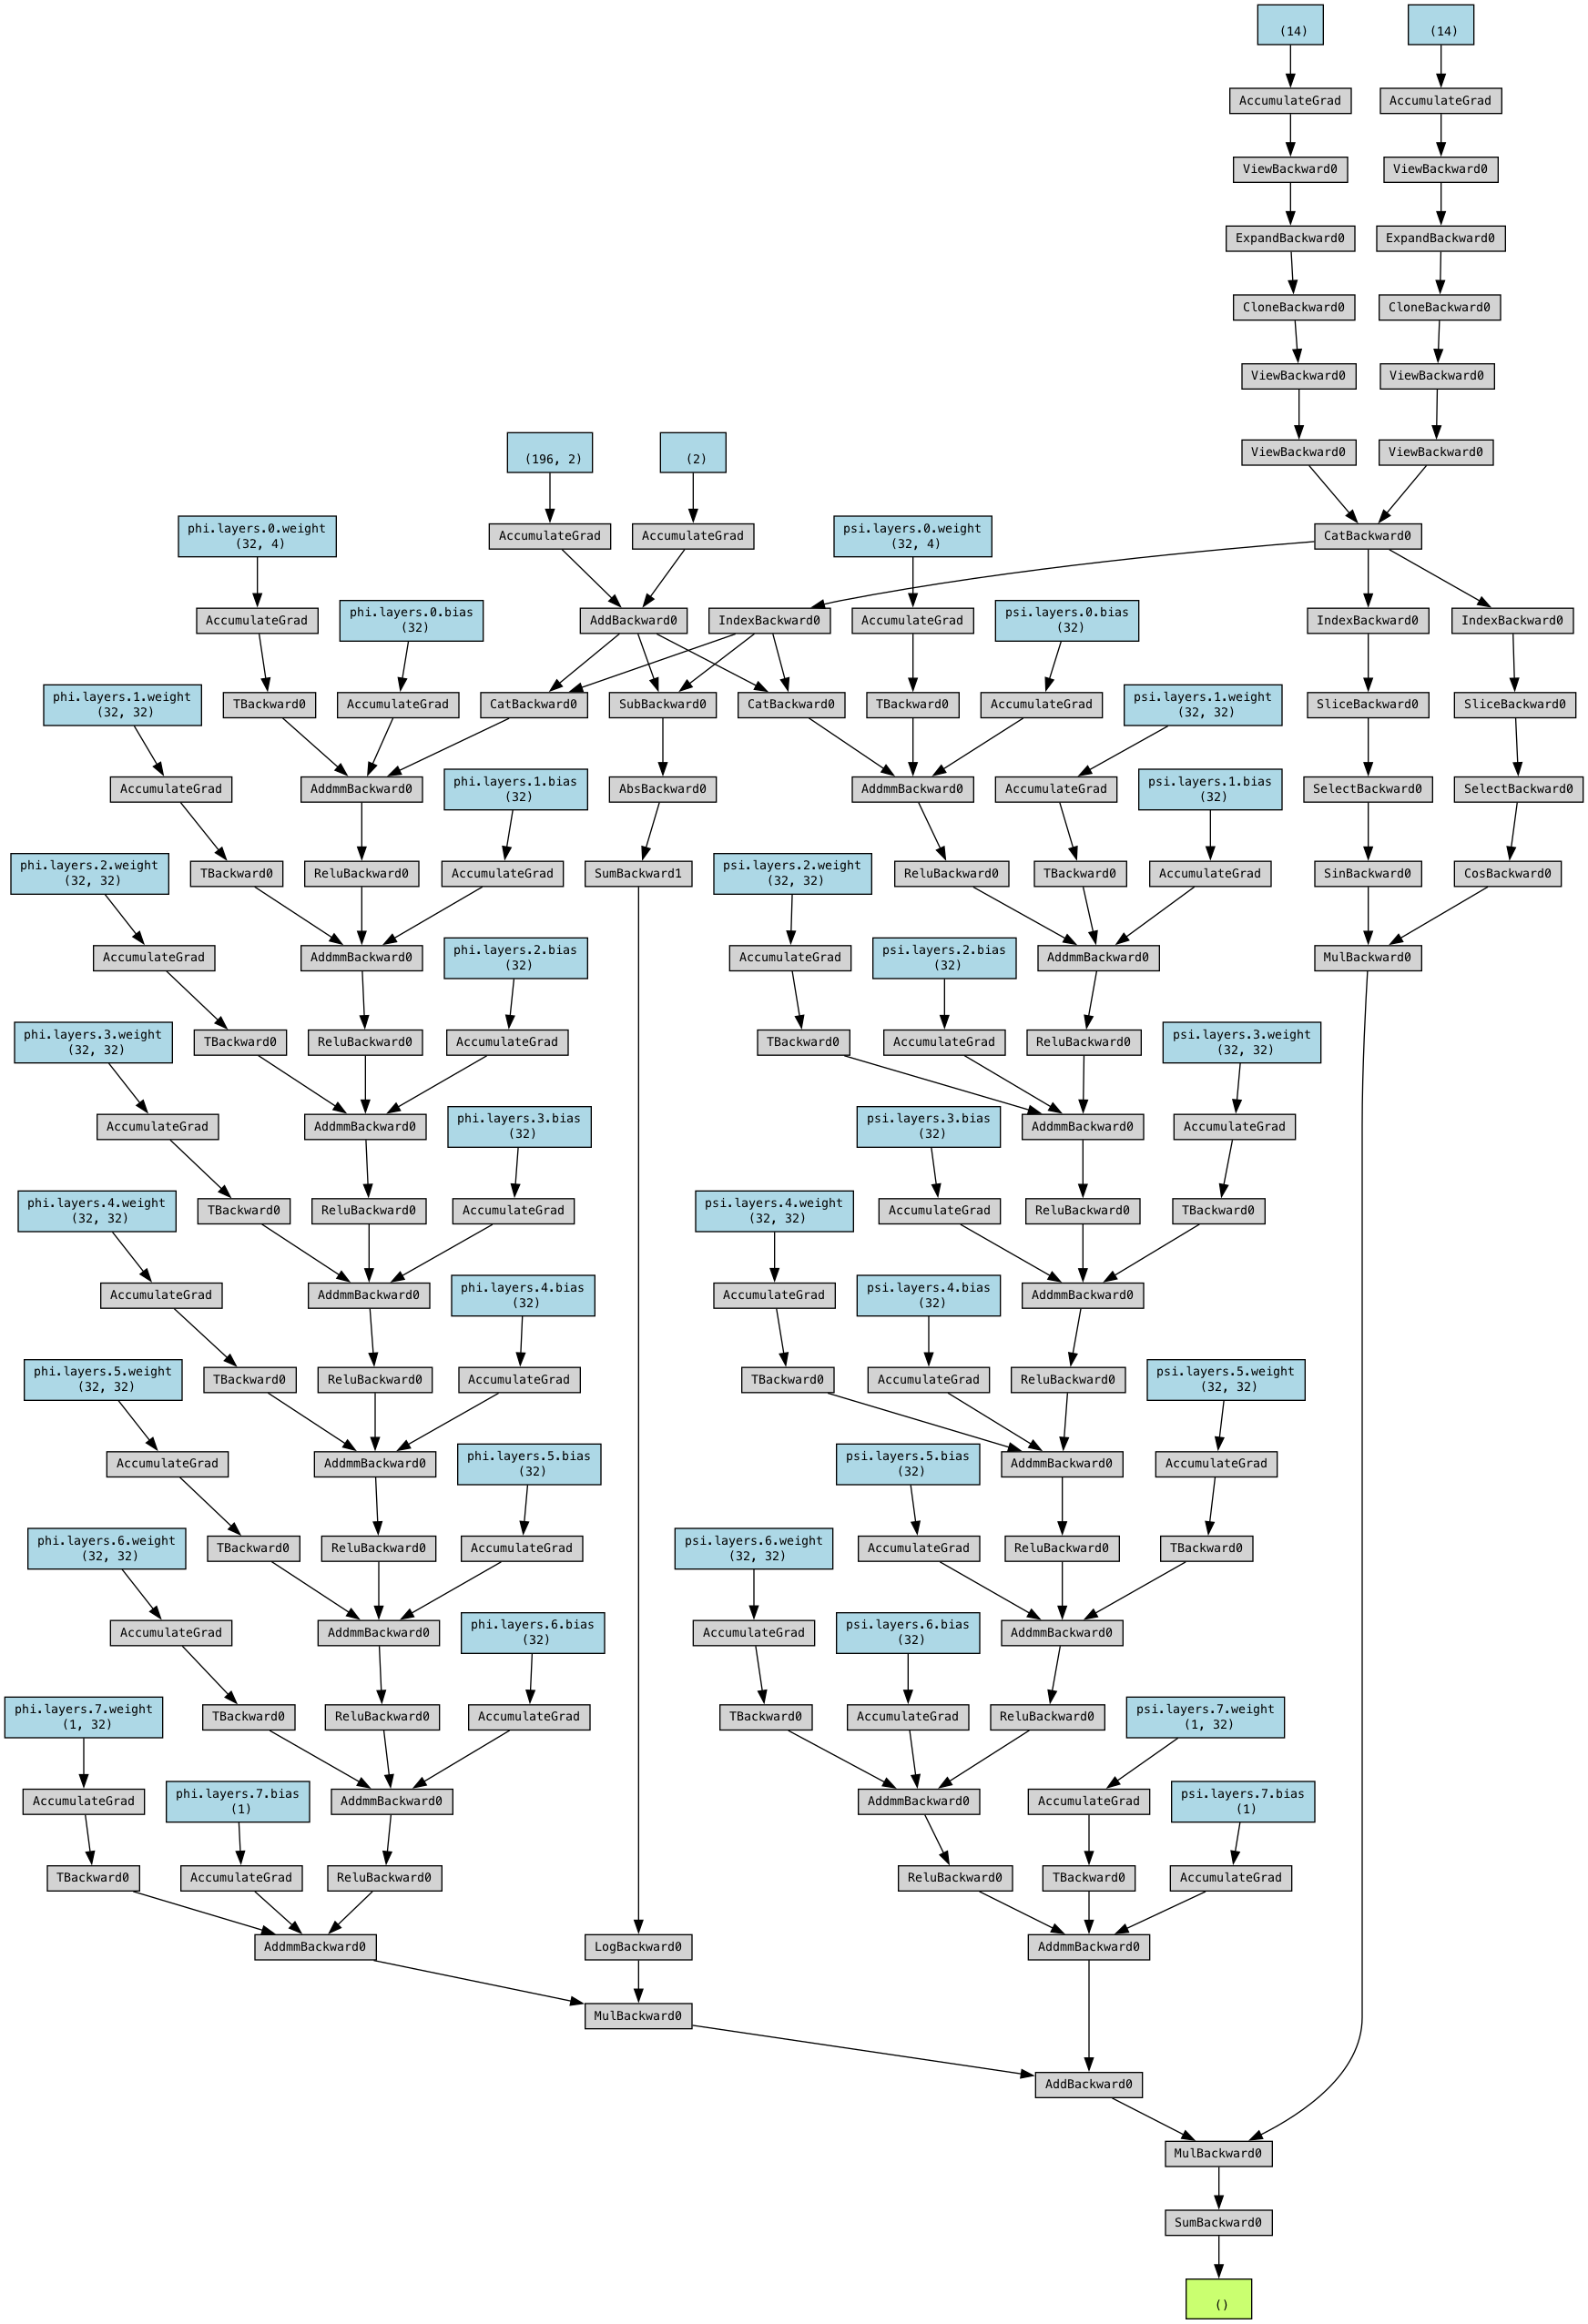 (14)
(14)
AccumulateGrad
AccumulateGrad
ViewBackward0
ViewBackward0
ExpandBackward0
ExpandBackward0
CloneBackward0
CloneBackward0
ViewBackward0
ViewBackward0
(196, 2)
(2)
ViewBackward0
ViewBackward0
phi.layers.0.weight
(32, 4)
AccumulateGrad
AccumulateGrad
psi.layers.0.weight
(32, 4)
CatBackward0
AccumulateGrad
phi.layers.0.bias
(32)
AddBackward0
IndexBackward0
AccumulateGrad
psi.layers.0.bias
(32)
IndexBackward0
IndexBackward0
phi.layers.1.weight
(32, 32)
TBackward0
AccumulateGrad
CatBackward0
SubBackward0
CatBackward0
TBackward0
AccumulateGrad
psi.layers.1.weight
(32, 32)
SliceBackward0
SliceBackward0
AccumulateGrad
AddmmBackward0
phi.layers.1.bias
(32)
AbsBackward0
AddmmBackward0
AccumulateGrad
psi.layers.1.bias
(32)
SelectBackward0
SelectBackward0
phi.layers.2.weight
(32, 32)
TBackward0
ReluBackward0
AccumulateGrad
SumBackward1
psi.layers.2.weight
(32, 32)
ReluBackward0
TBackward0
AccumulateGrad
SinBackward0
CosBackward0
AccumulateGrad
AddmmBackward0
phi.layers.2.bias
(32)
AccumulateGrad
psi.layers.2.bias
(32)
AddmmBackward0
MulBackward0
phi.layers.3.weight
(32, 32)
TBackward0
ReluBackward0
AccumulateGrad
TBackward0
AccumulateGrad
ReluBackward0
psi.layers.3.weight
(32, 32)
AccumulateGrad
AddmmBackward0
phi.layers.3.bias
(32)
psi.layers.3.bias
(32)
AddmmBackward0
AccumulateGrad
phi.layers.4.weight
(32, 32)
TBackward0
ReluBackward0
AccumulateGrad
psi.layers.4.weight
(32, 32)
AccumulateGrad
ReluBackward0
TBackward0
AccumulateGrad
AddmmBackward0
phi.layers.4.bias
(32)
AccumulateGrad
psi.layers.4.bias
(32)
AddmmBackward0
phi.layers.5.weight
(32, 32)
TBackward0
ReluBackward0
AccumulateGrad
TBackward0
AccumulateGrad
ReluBackward0
psi.layers.5.weight
(32, 32)
AccumulateGrad
AddmmBackward0
phi.layers.5.bias
(32)
psi.layers.5.bias
(32)
AddmmBackward0
AccumulateGrad
phi.layers.6.weight
(32, 32)
TBackward0
ReluBackward0
AccumulateGrad
psi.layers.6.weight
(32, 32)
AccumulateGrad
ReluBackward0
TBackward0
AccumulateGrad
AddmmBackward0
phi.layers.6.bias
(32)
AccumulateGrad
psi.layers.6.bias
(32)
AddmmBackward0
phi.layers.7.weight
(1, 32)
TBackward0
ReluBackward0
AccumulateGrad
TBackward0
AccumulateGrad
ReluBackward0
psi.layers.7.weight
(1, 32)
AccumulateGrad
phi.layers.7.bias
(1)
AddmmBackward0
AddmmBackward0
AccumulateGrad
psi.layers.7.bias
(1)
TBackward0
AccumulateGrad
ReluBackward0
ReluBackward0
TBackward0
AccumulateGrad
AddmmBackward0
LogBackward0
AddmmBackward0
MulBackward0
AddBackward0
MulBackward0
SumBackward0
()